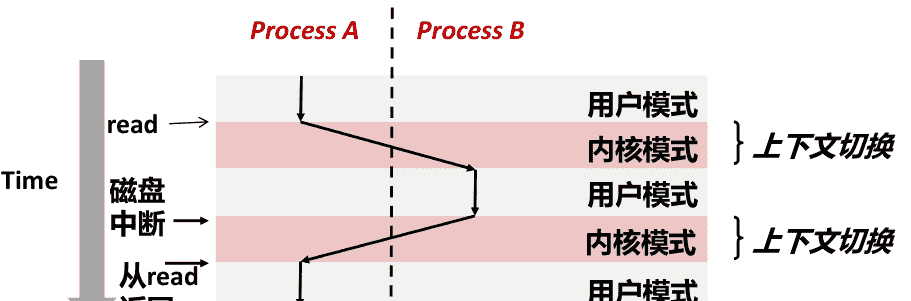 Process A Process B
用户模式
read
内核模式
上下文切换
Time
磁盘
中断
用户模式
内核模式
上下文切换
从read
用户模式